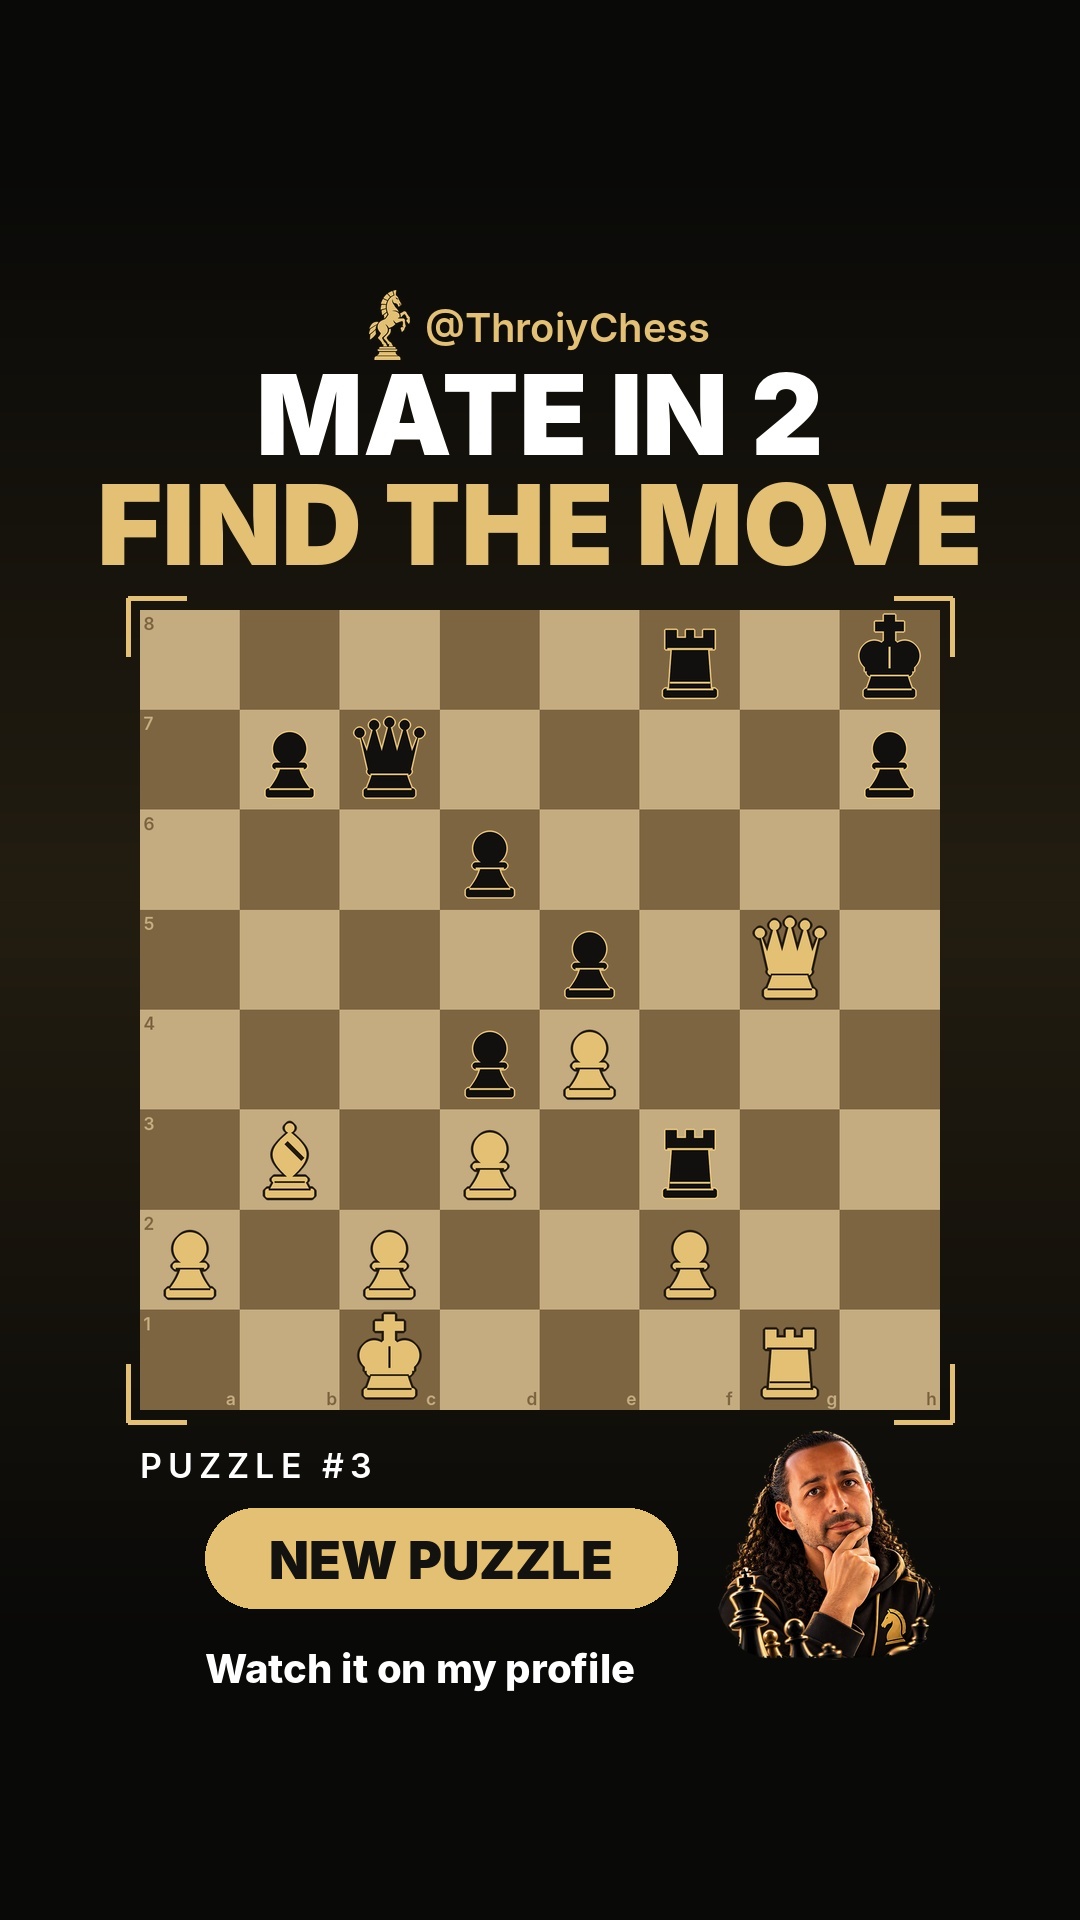 @ThroiyChess
MATE IN 2
FIND THE MOVE
8
7
6
5
4
3
2
1
a b c d e f g h
PUZZLE #3
NEW PUZZLE
Watch it on my profile